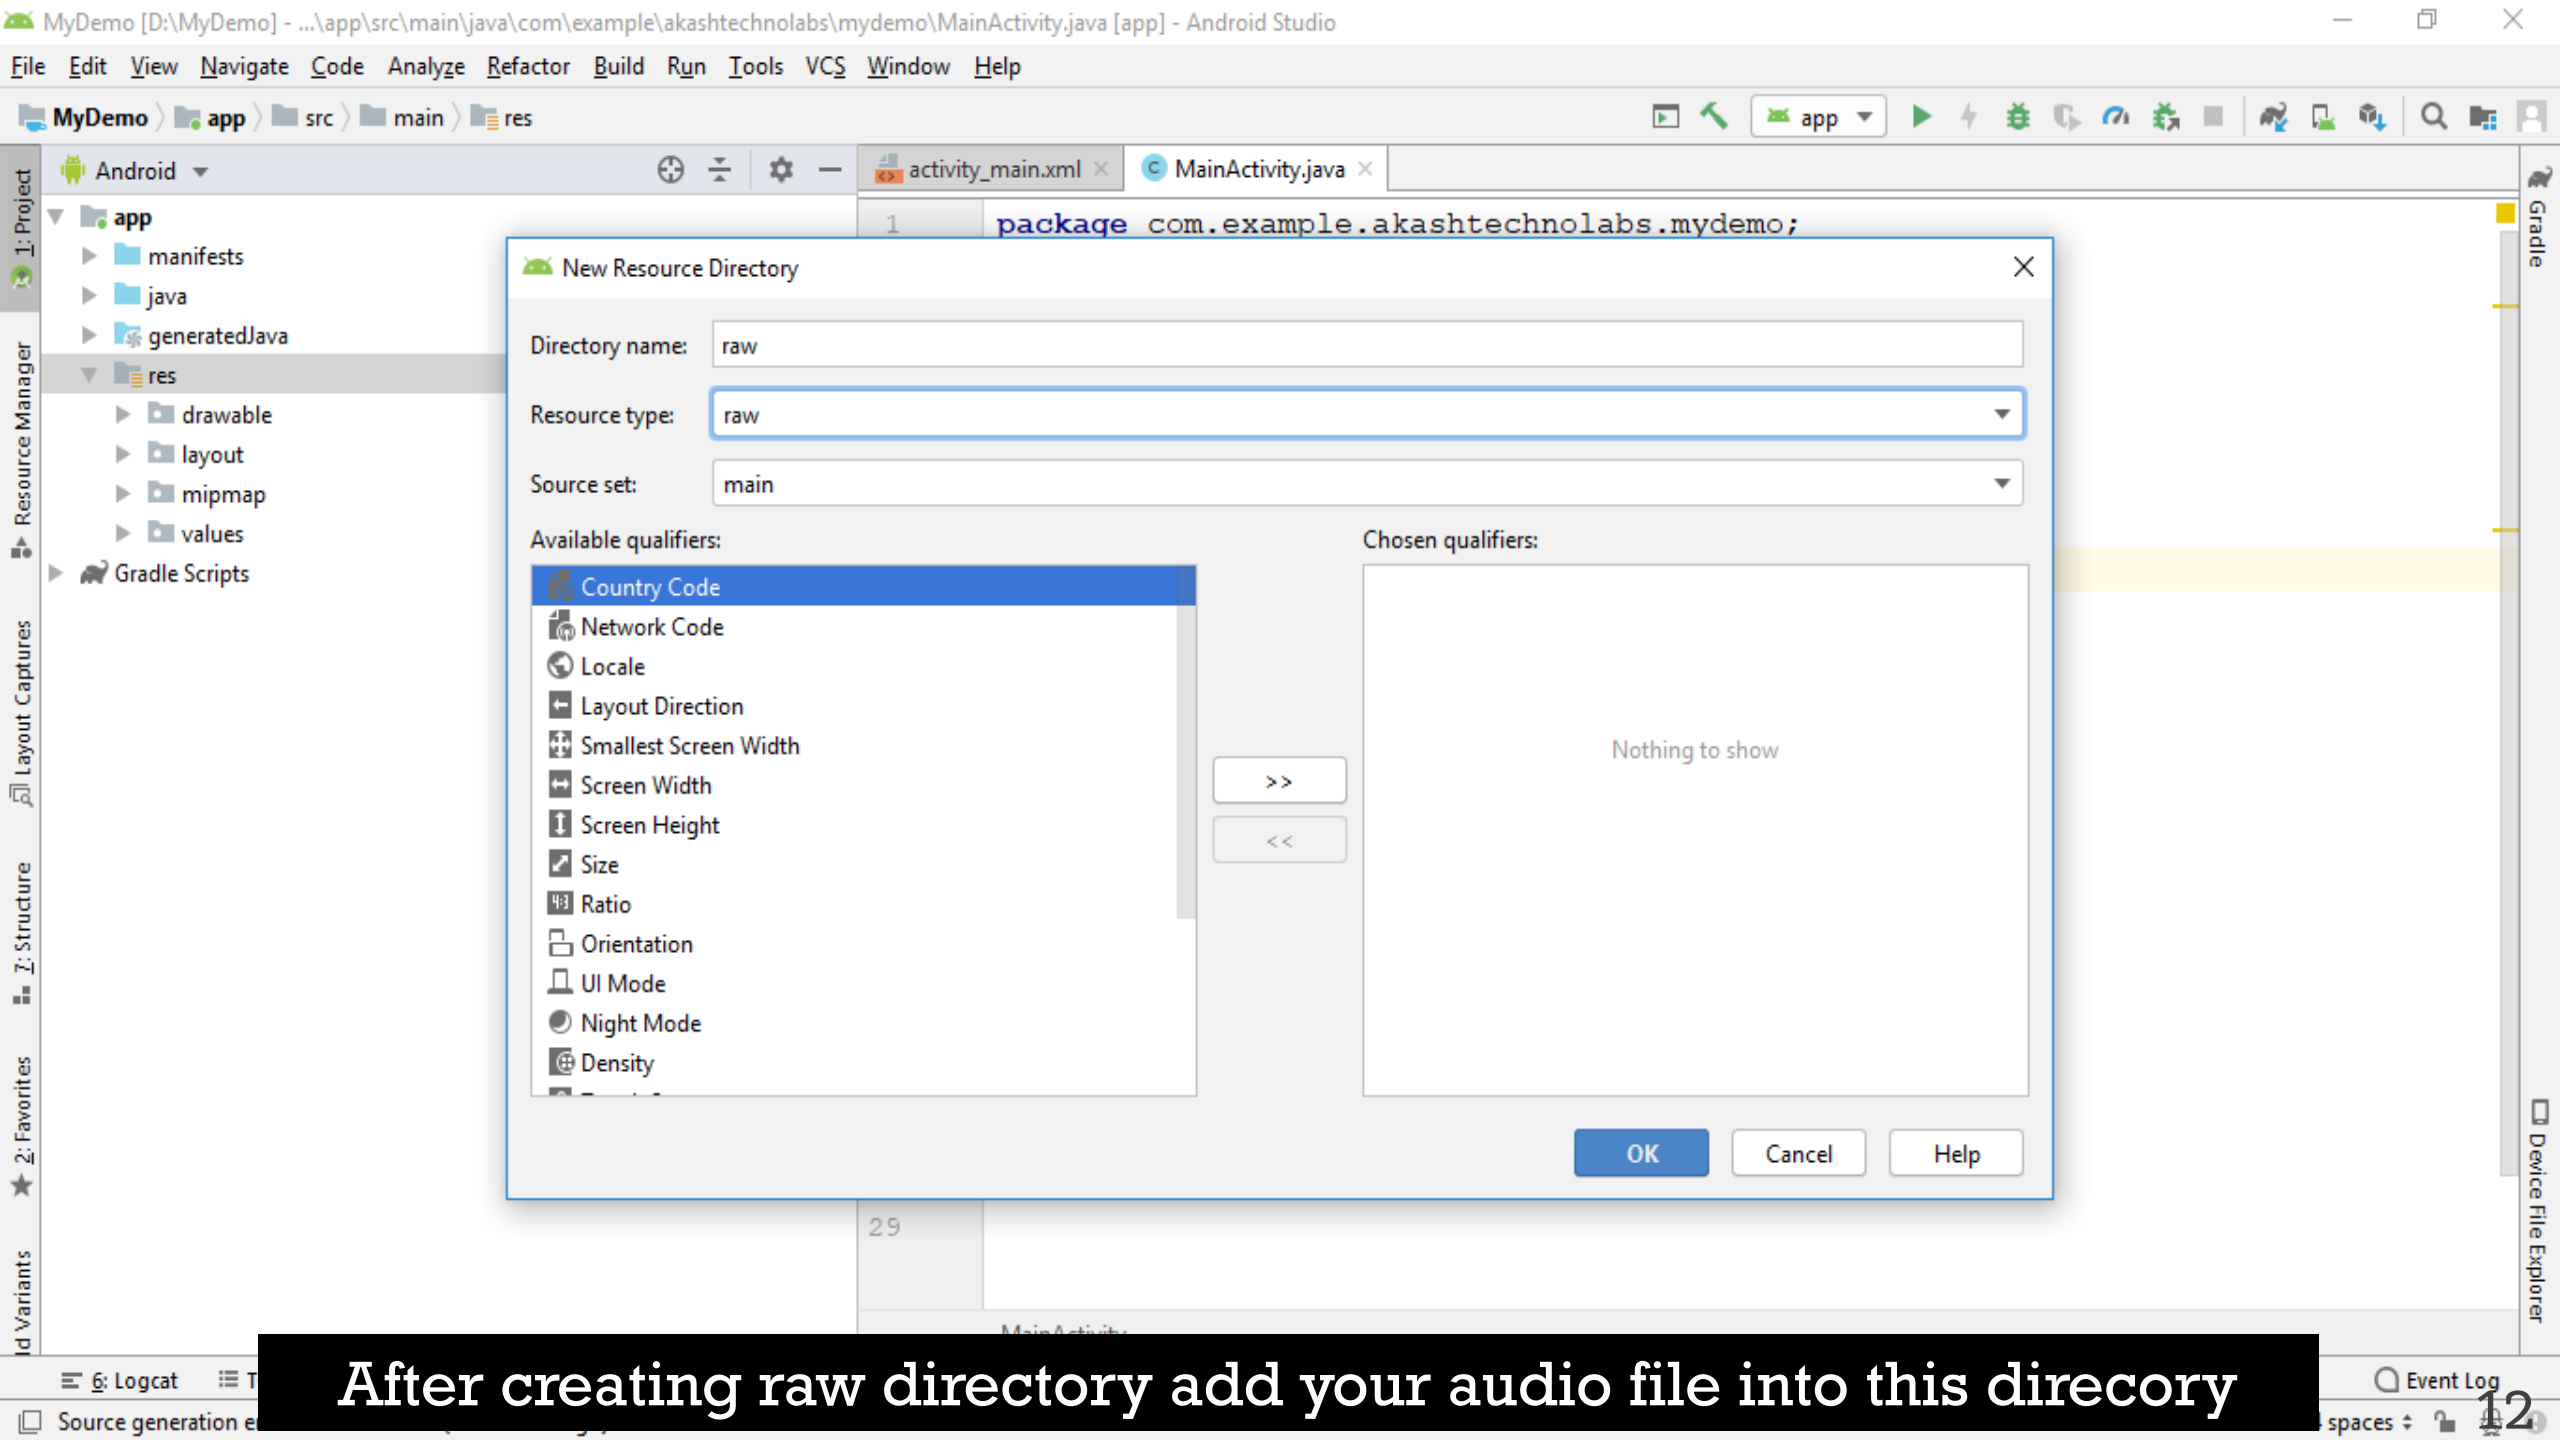 MyDemo [D:\MyDemo] - ...\app\src\main\java\com\example\akashtechnolabs\mydemo\MainActivity.java [app] - Android Studio
File Edit View Navigate Code Analyze Refactor Build Run Tools VCS Window Help
MyDemo app src main res
app
Android
activity_main.xml
MainActivity.java
1: Project
Resource Manager
Layout Captures
7: Structure
2: Favorites
Variants
app
manifests
java
generatedJava
res
drawable
layout
mipmap
values
Gradle Scripts
1 package com.example.akashtechnolabs.mydemo;
29
New Resource Directory
Directory name: raw
Resource type: raw
Source set: main
Available qualifiers:
Country Code
Network Code
Locale
Layout Direction
Smallest Screen Width
Screen Width
Screen Height
Size
Ratio
Orientation
UI Mode
Night Mode
Density
>>
<<
Chosen qualifiers:
Nothing to show
OK Cancel Help
Gradle
Device File Explorer
MainActivity
6: Logcat
Event Log
Source generation
spaces
After creating raw directory add your audio file into this direcory
12